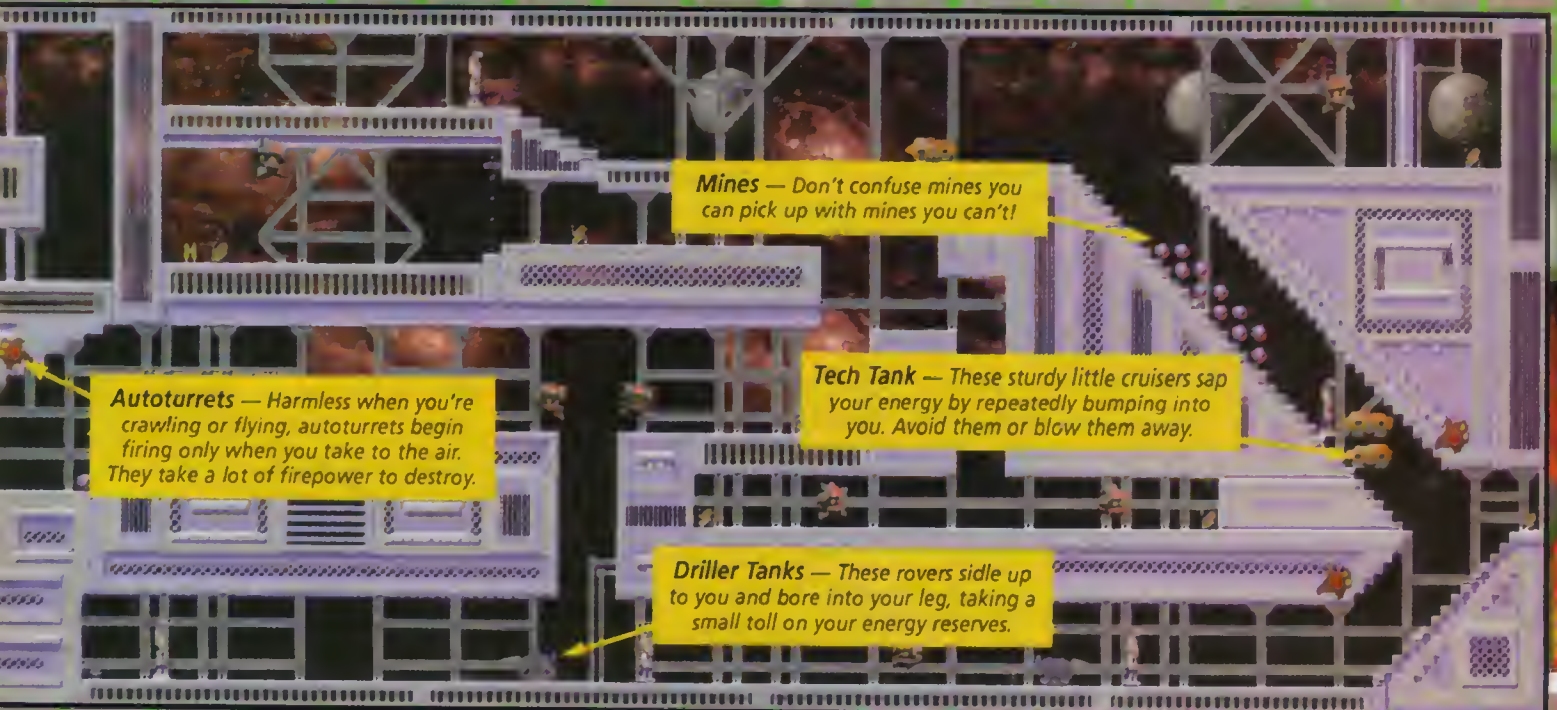 Mines — Don't confuse mines you
can pick up with mines you can't!
Tech Tank — These sturdy little cruisers sap
your energy by repeatedly bumping into
you. Avoid them or blow them away.
Autoturrets — Harmless when you're
crawling or flying, autoturrets begin
firing only when you take to the air.
They take a lot of firepower to destroy.
Driller Tanks — These rovers sidle up
to you and bore into your leg, taking a
small toll on your energy reserves.